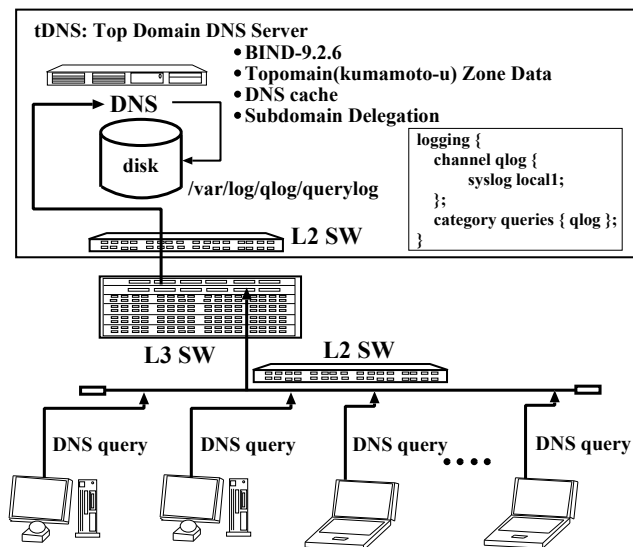 tDNS: Top Domain DNS Server
• BIND-9.2.6
• Topomain(kumamoto-u) Zone Data
• DNS cache
• Subdomain Delegation
DNS
disk
/var/log/qlog/querylog
logging {
channel qlog {
syslog local1;
};
category queries { qlog };
}
L2 SW
L3 SW
L2 SW
DNS query
DNS query
DNS query
DNS query